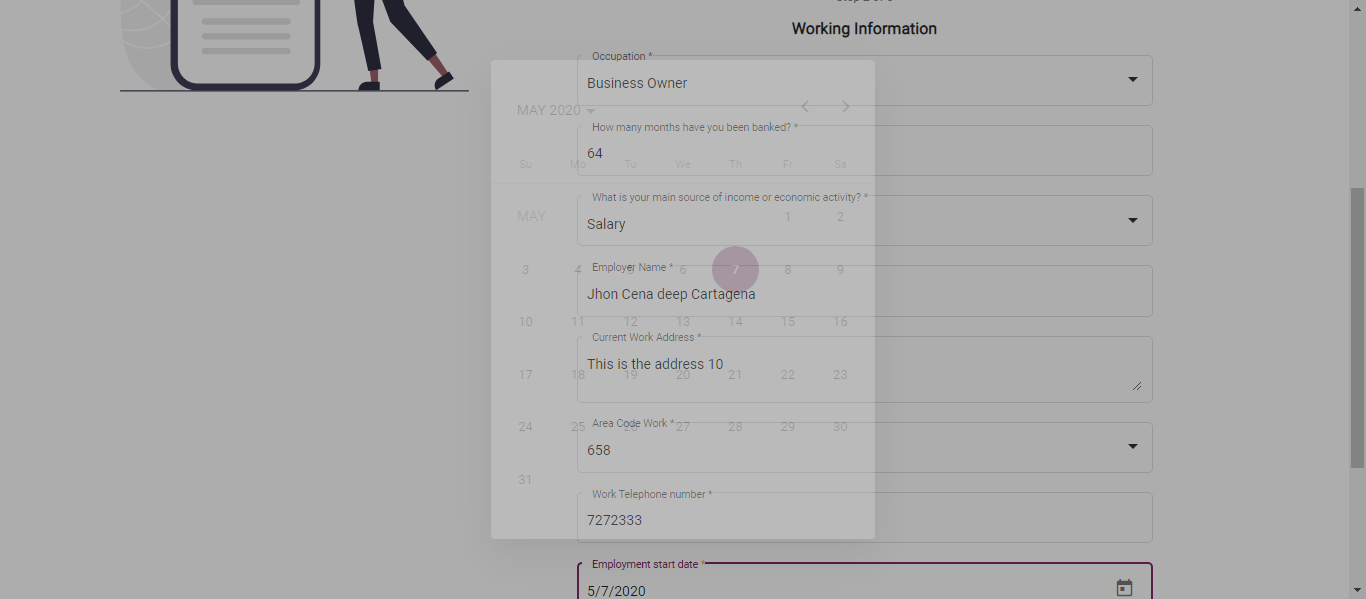 Working Information
Occupation *
Business Owner
MAY 2020
How many months have you been banked? *
64
Su Mo Tu We Th Fr Sa
What is your main source of income or economic activity? *
MAY 1 2
Salary
Employer Name *
3 4 5 6 7 8 9
Jhon Cena deep Cartagena
10 11 12 13 14 15 16
Current Work Address *
This is the address 10
17 18 19 20 21 22 23
Area Code Work *
24 25 26 27 28 29 30
658
31
Work Telephone number *
7272333
Employment start date *
5/7/2020